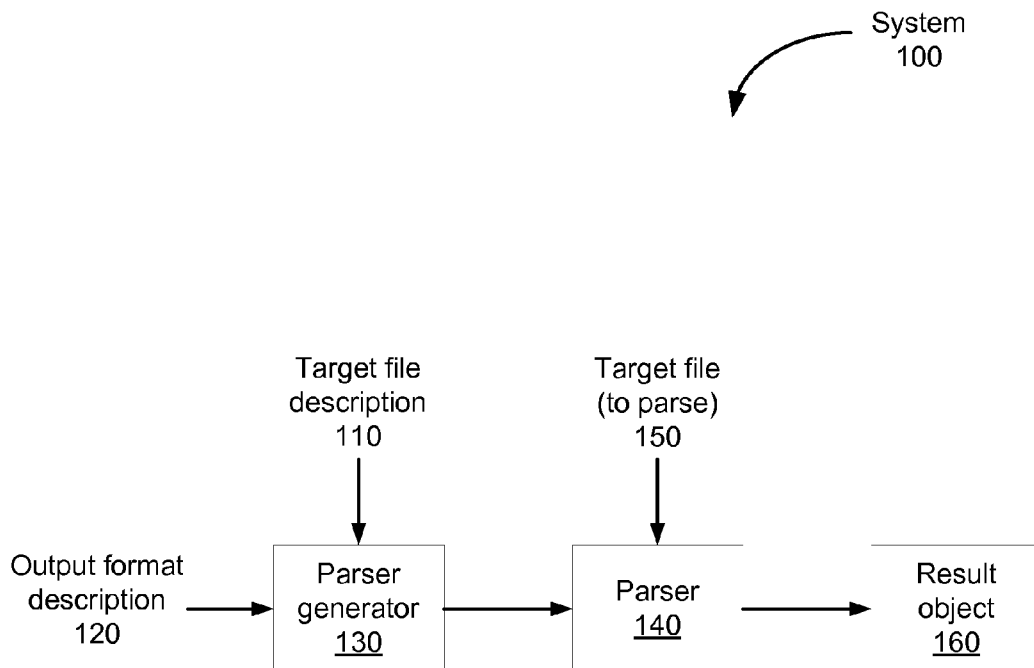 System
100
Target file
description
110
Target file
(to parse)
150
Output format
description
120
Parser
generator
130
Parser
140
Result
object
160